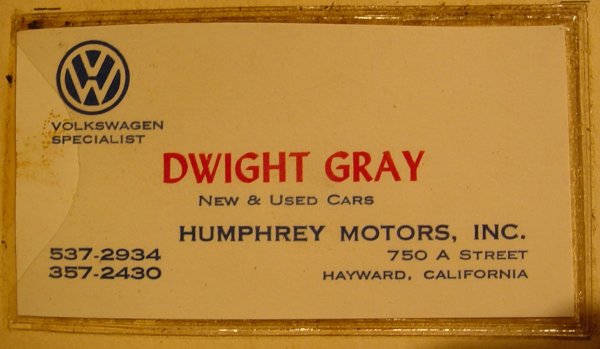 VW
VOLKSWAGEN
SPECIALIST
DWIGHT GRAY
NEW & USED CARS
HUMPHREY MOTORS, INC.
537-2934
750 A STREET
357-2430
HAYWARD, CALIFORNIA